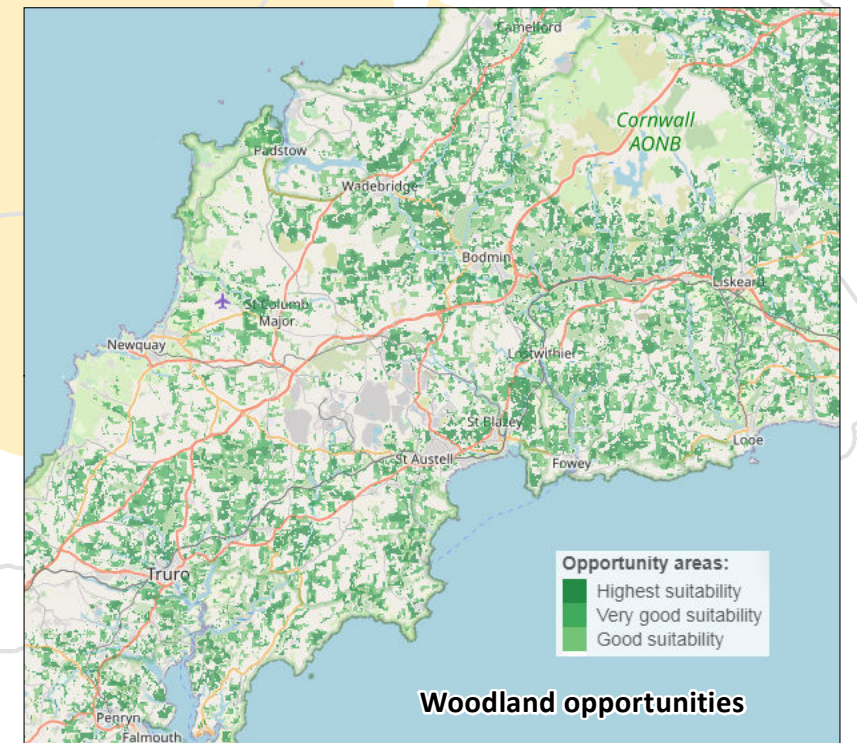 Camelford
Cornwall
AONB
Padstow
Wadebridge
Bodmin
Liskeard
St Columb
Major
Newquay
Lostwithiel
St Blazey
Looe
St Austell
Fowey
Opportunity areas:
Highest suitability
Very good suitability
Good suitability
Truro
Woodland opportunities
Penryn
Falmouth